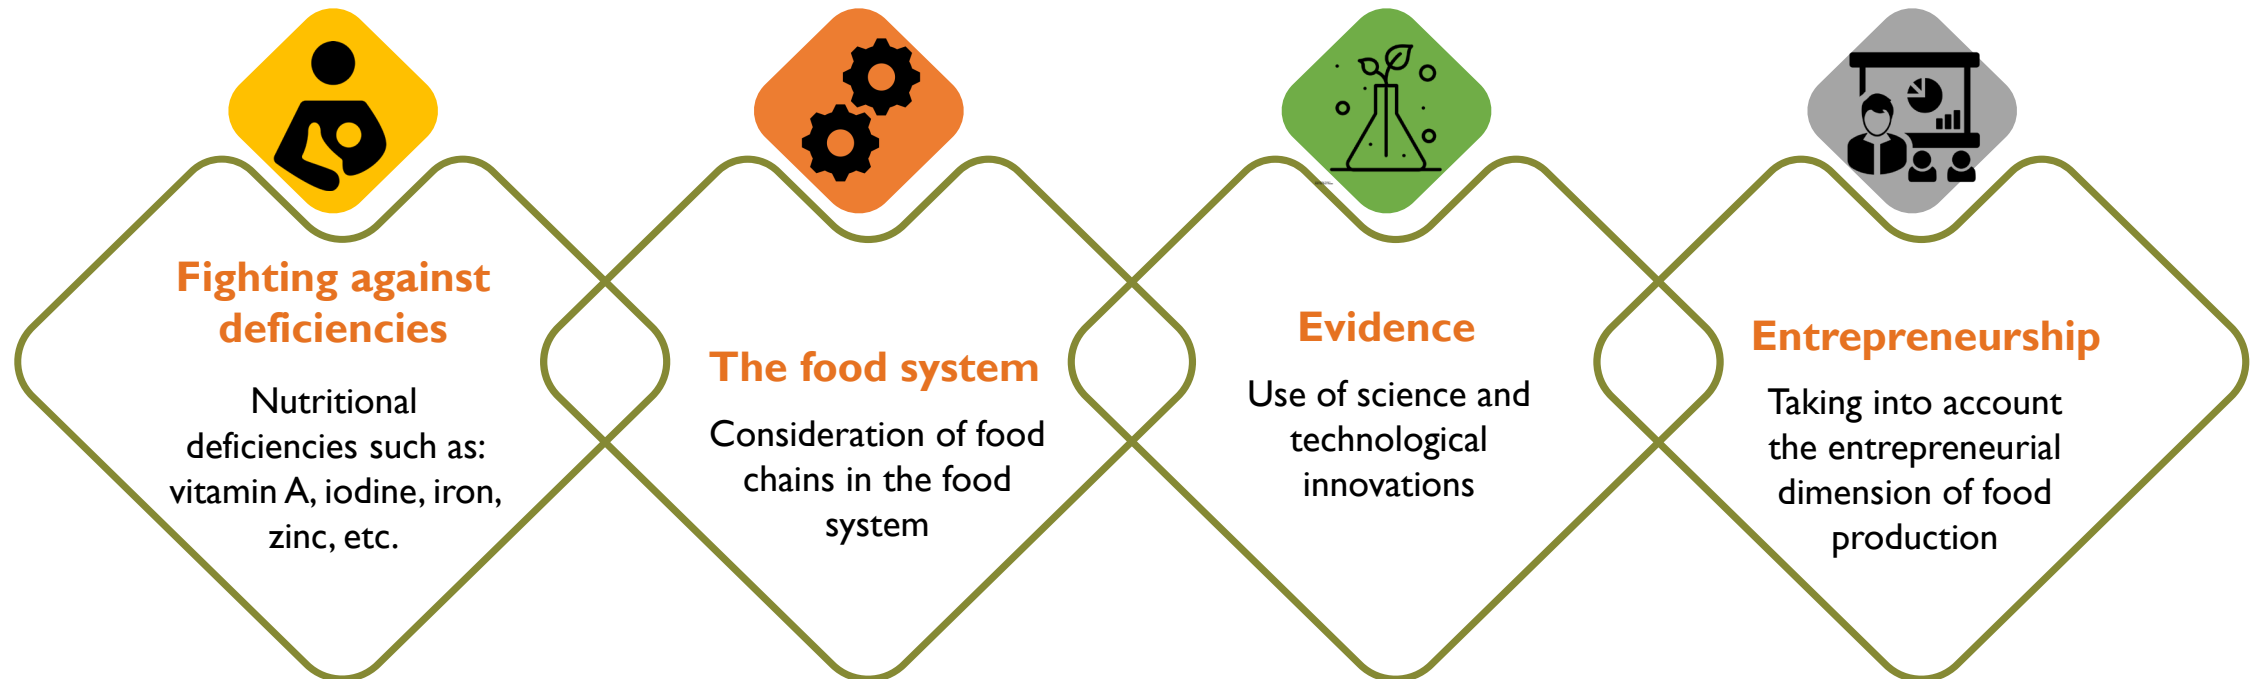 Fighting against
deficiencies
Nutritional
deficiencies such as:
vitamin A, iodine, iron,
zinc, etc.
The food system
Consideration of food
chains in the food
system
Evidence
Use of science and
technological
innovations
Entrepreneurship
Taking into account
the entrepreneurial
dimension of food
production